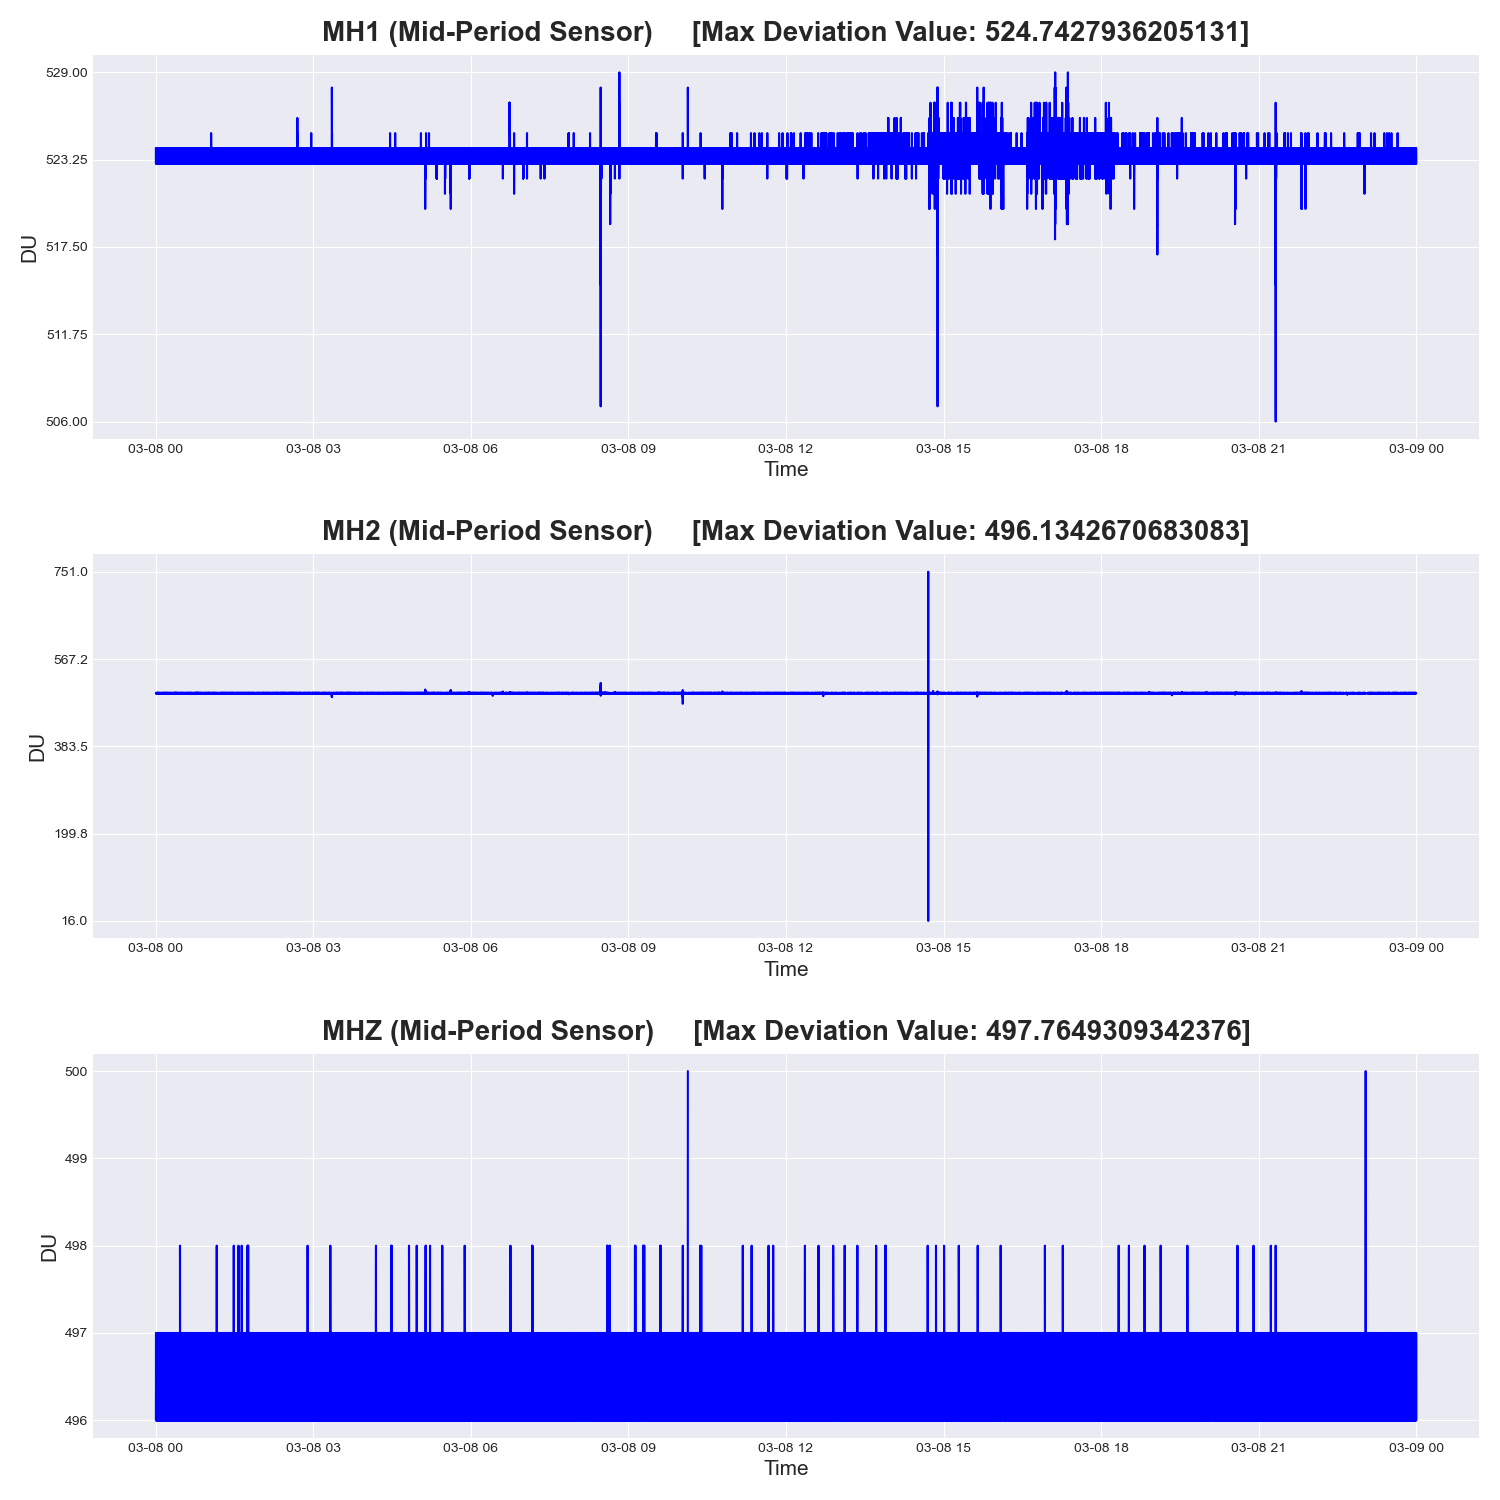 MH1 (Mid-Period Sensor) [Max Deviation Value: 524.7427936205131]
529.00
523.25
517.50
511.75
506.00
DU
03-08 00 03-08 03 03-08 06 03-08 09 03-08 12 03-08 15 03-08 18 03-08 21 03-09 00
Time
MH2 (Mid-Period Sensor) [Max Deviation Value: 496.1342670683083]
751.0
567.2
383.5
199.8
16.0
DU
03-08 00 03-08 03 03-08 06 03-08 09 03-08 12 03-08 15 03-08 18 03-08 21 03-09 00
Time
MHZ (Mid-Period Sensor) [Max Deviation Value: 497.7649309342376]
500
499
498
497
496
DU
03-08 00 03-08 03 03-08 06 03-08 09 03-08 12 03-08 15 03-08 18 03-08 21 03-09 00
Time